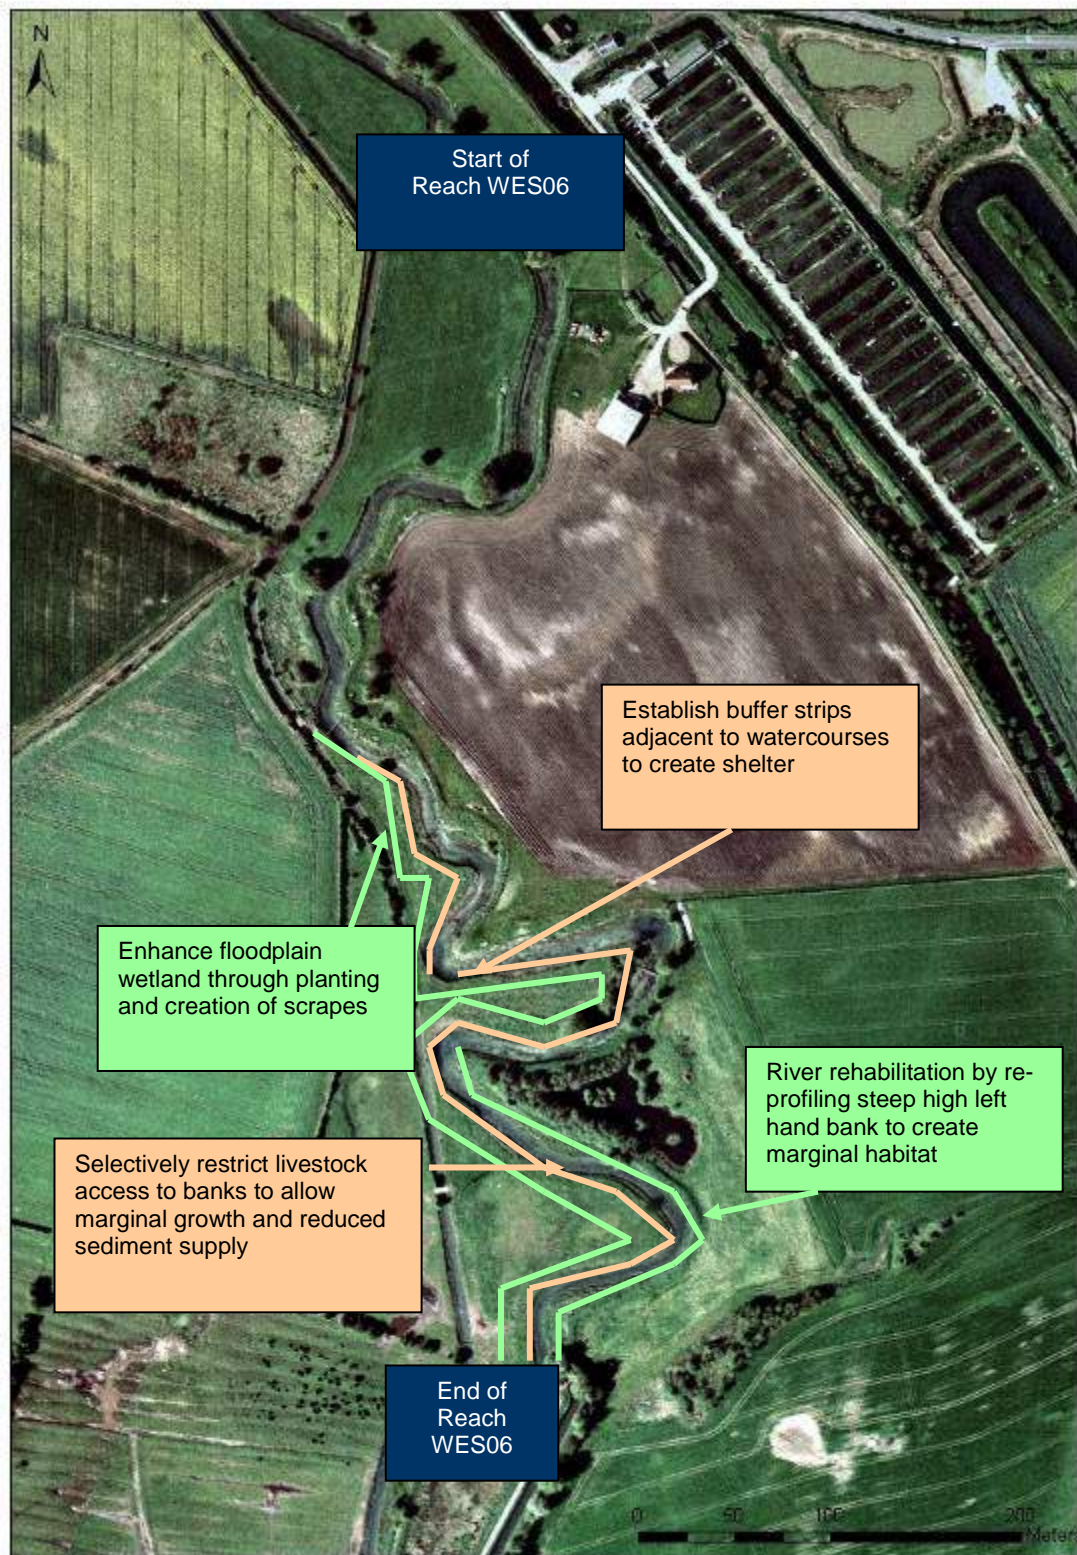 N
Start of
Reach WES06
Establish buffer strips
adjacent to watercourses
to create shelter
Enhance floodplain
wetland through planting
and creation of scrapes
River rehabilitation by re-
profiling steep high left
hand bank to create
marginal habitat
Selectively restrict livestock
access to banks to allow
marginal growth and reduced
sediment supply
End of
Reach
WES06
0 50 100 200
Meters